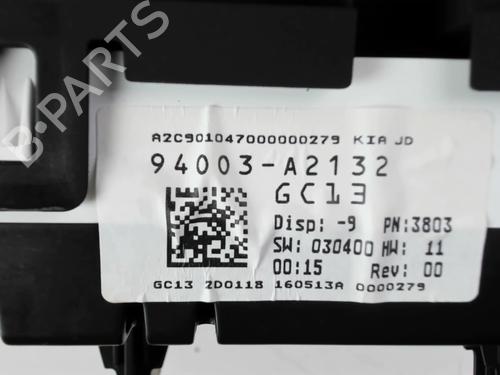 B-PARTS
A2C901047000000279 KIA JD
94003-A2132
GC13
Disp: -9 PN:3803
SW: 030400 HW: 11
00:15 Rev: 00
GC13 2D0118 160513A 0000279